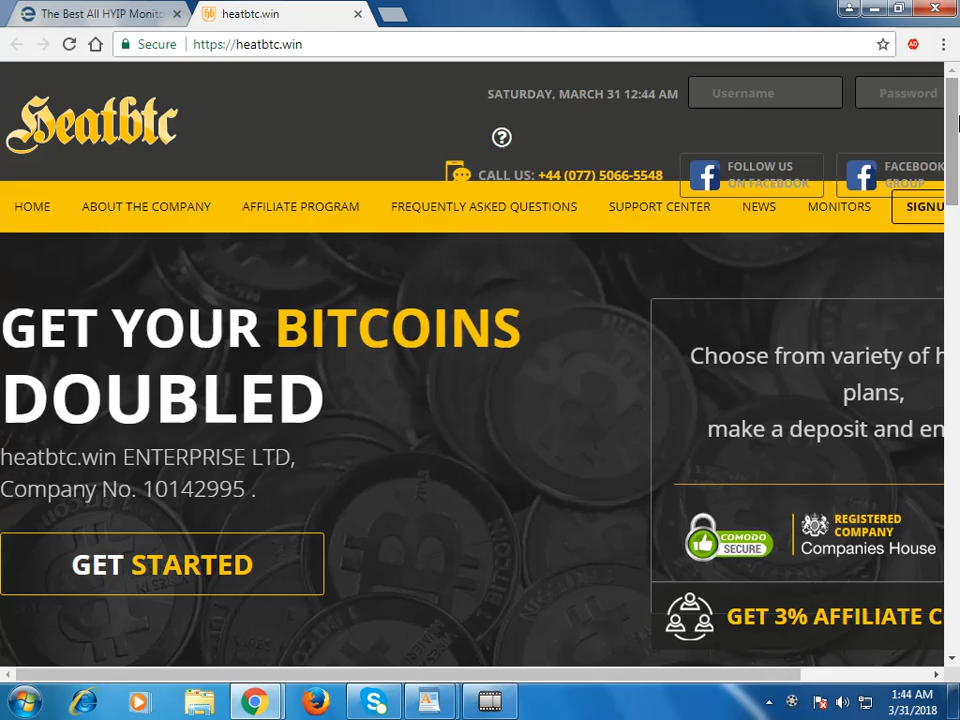 The Best All HYIP Monito
heatbtc.win
Secure
https://heatbtc.win
Heatbtc
SATURDAY, MARCH 31 12:44 AM
Username
Password
?
CALL US: +44 (077) 5066-5548
FOLLOW US
ON FACEBOOK
FACEBOOK
GROUP
HOME
ABOUT THE COMPANY
AFFILIATE PROGRAM
FREQUENTLY ASKED QUESTIONS
SUPPORT CENTER
NEWS
MONITORS
SIGNU
GET YOUR BITCOINS
DOUBLED
heatbtc.win ENTERPRISE LTD,
Company No. 10142995 .
GET STARTED
Choose from variety of h
plans,
make a deposit and en
COMODO
SECURE
REGISTERED
COMPANY
Companies House
GET 3% AFFILIATE C
1:44 AM
3/31/2018